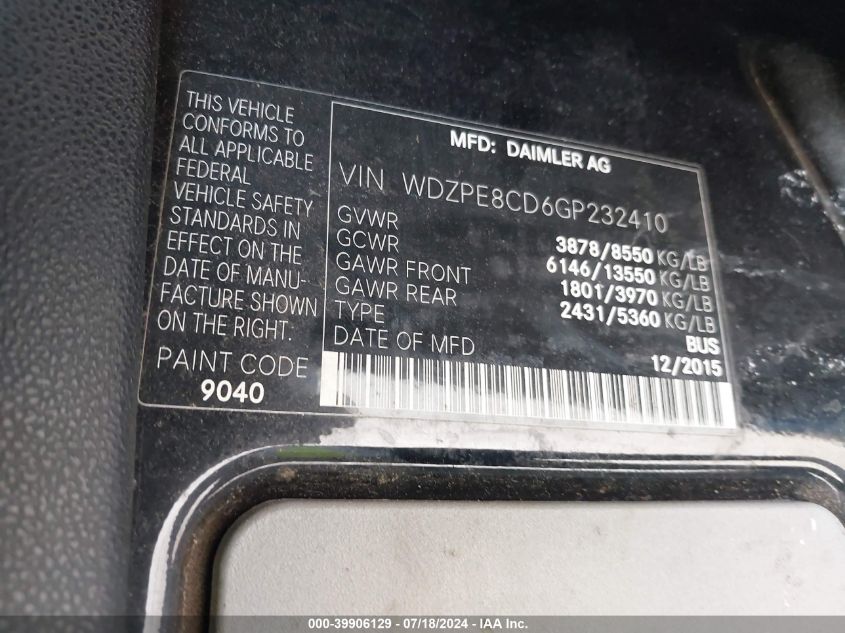 THIS VEHICLE
CONFORMS TO
ALL APPLICABLE
FEDERAL
VEHICLE SAFETY
STANDARDS IN
EFFECT ON THE
DATE OF MANU-
FACTURE SHOWN
ON THE RIGHT.
PAINT CODE
9040
MFD: DAIMLER AG
VIN WDZPE8CD6GP232410
GVWR 3878/8550 KG/LB
GCWR 6146/13550 KG/LB
GAWR FRONT 1801/3970 KG/LB
GAWR REAR 2431/5360 KG/LB
TYPE BUS
DATE OF MFD 12/2015
000-39906129 - 07/18/2024 - IAA Inc.